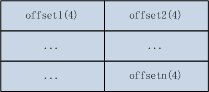 offset1(4) offset2(4)
... ...
... offsetn(4)